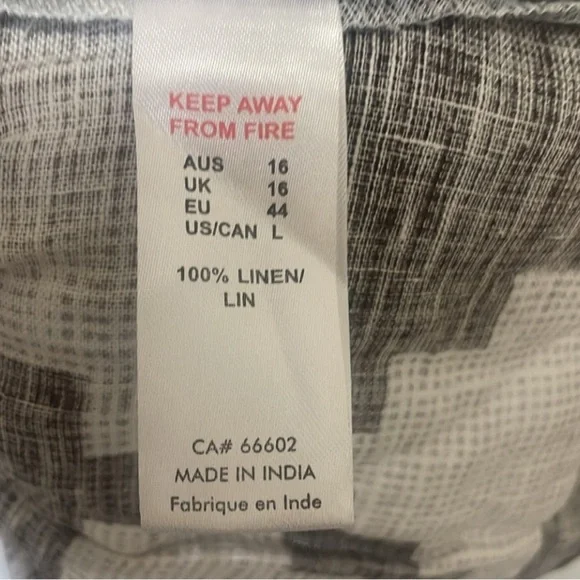 KEEP AWAY
FROM FIRE
AUS 16
UK 16
EU 44
US/CAN L
100% LINEN/
LIN
CA# 66602
MADE IN INDIA
Fabrique en Inde